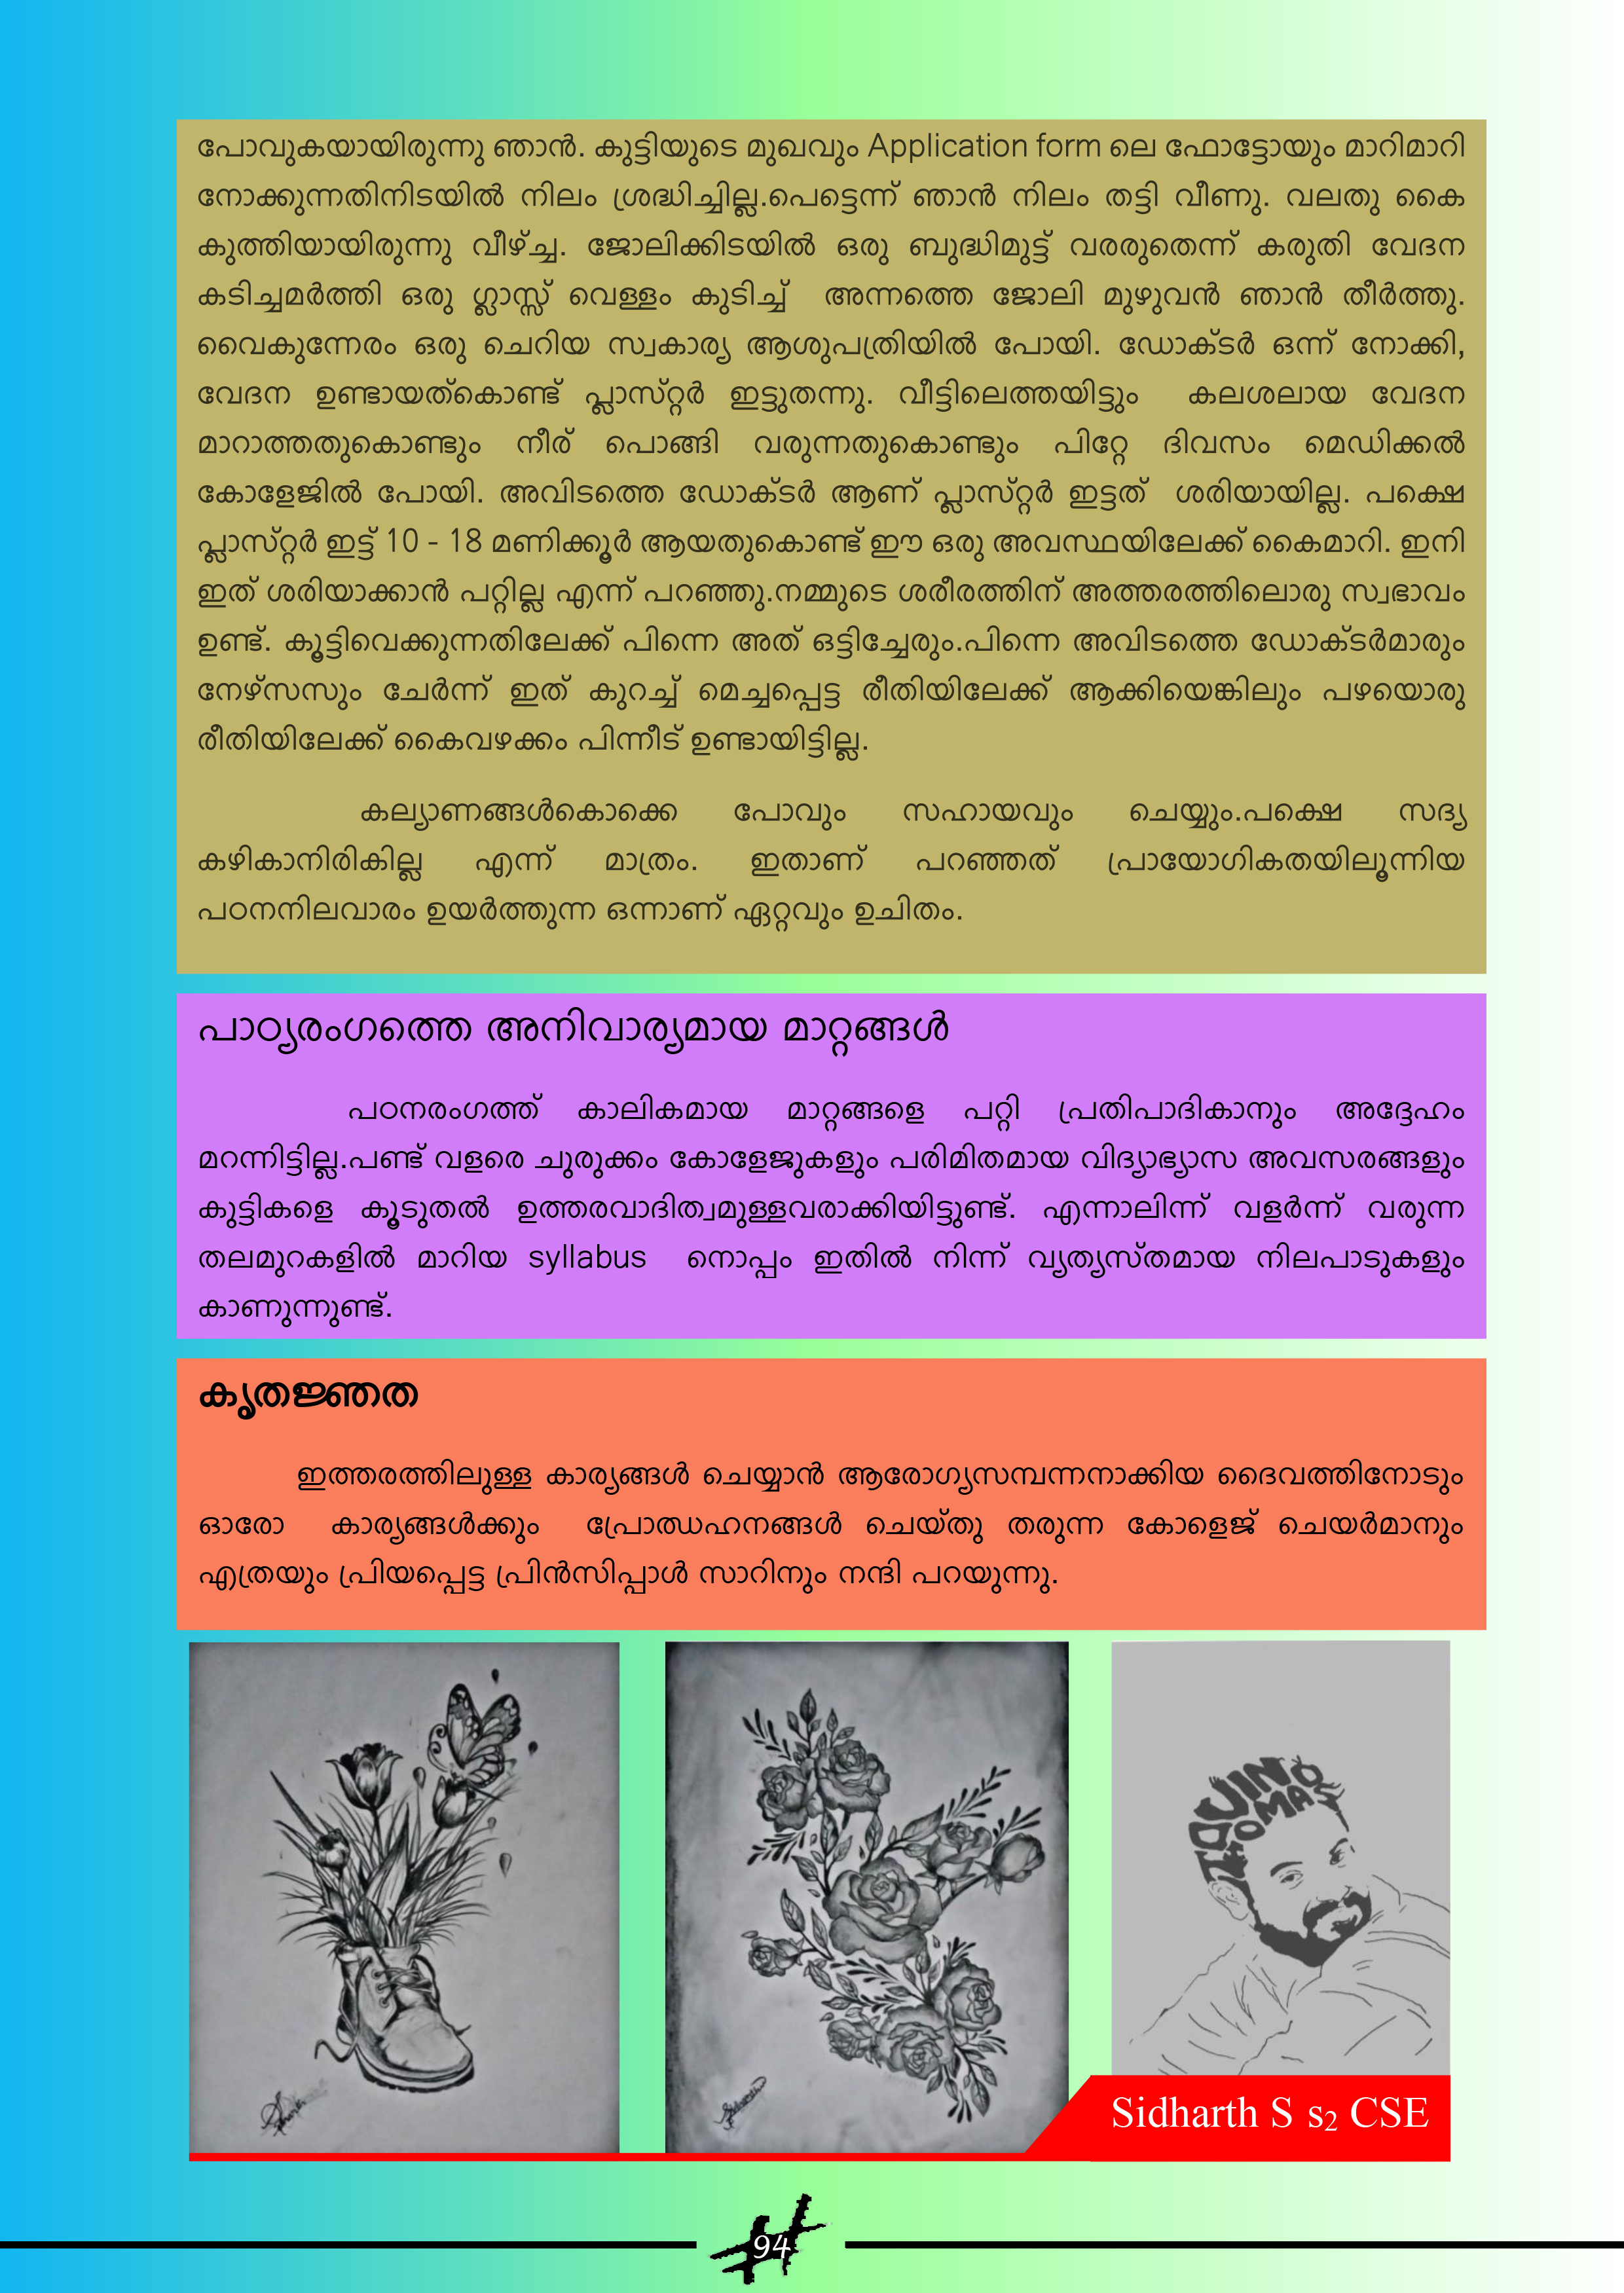 പോവുകയായിരുന്നു ഞാൻ. കുട്ടിയുടെ മുഖവും Application form ലെ ഫോട്ടോയും മാറിമാറി
നോക്കുന്നതിനിടയിൽ നിലം ശ്രദ്ധിച്ചില്ല.പെട്ടെന്ന് ഞാൻ നിലം തട്ടി വീണു. വലതു കൈ
കുത്തിയായിരുന്നു വീഴ്ച്ച. ജോലിക്കിടയിൽ ഒരു ബുദ്ധിമുട്ട് വരരുതെന്ന് കരുതി വേദന
കടിച്ചമർത്തി ഒരു ഗ്ലാസ്സ് വെള്ളം കുടിച്ച് അന്നത്തെ ജോലി മുഴുവൻ ഞാൻ തീർത്തു.
വൈകുന്നേരം ഒരു ചെറിയ സ്വകാര്യ ആശുപത്രിയിൽ പോയി. ഡോക്ടർ ഒന്ന് നോക്കി,
വേദന ഉണ്ടായത്കൊണ്ട് പ്ലാസ്റ്റർ ഇട്ടുതന്നു. വീട്ടിലെത്തയിട്ടും കലശലായ വേദന
മാറാത്തതുകൊണ്ടും നീര് പൊങ്ങി വരുന്നതുകൊണ്ടും പിറ്റേ ദിവസം മെഡിക്കൽ
കോളേജിൽ പോയി. അവിടത്തെ ഡോക്ടർ ആണ് പ്ലാസ്റ്റർ ഇട്ടത് ശരിയായില്ല. പക്ഷെ
പ്ലാസ്റ്റർ ഇട്ട് 10 - 18 മണിക്കൂർ ആയതുകൊണ്ട് ഈ ഒരു അവസ്ഥയിലേക്ക് കൈമാറി. ഇനി
ഇത് ശരിയാക്കാൻ പറ്റില്ല എന്ന് പറഞ്ഞു.നമ്മുടെ ശരീരത്തിന് അത്തരത്തിലൊരു സ്വഭാവം
ഉണ്ട്. കൂട്ടിവെക്കുന്നതിലേക്ക് പിന്നെ അത് ഒട്ടിച്ചേരും.പിന്നെ അവിടത്തെ ഡോക്ടർമാരും
നേഴ്സസും ചേർന്ന് ഇത് കുറച്ച് മെച്ചപ്പെട്ട രീതിയിലേക്ക് ആക്കിയെങ്കിലും പഴയൊരു
രീതിയിലേക്ക് കൈവഴക്കം പിന്നീട് ഉണ്ടായിട്ടില്ല.
കല്യാണങ്ങൾകൊക്കെ പോവും സഹായവും ചെയ്യും.പക്ഷെ സദ്യ
കഴികാനിരികില്ല എന്ന് മാത്രം. ഇതാണ് പറഞ്ഞത് പ്രായോഗികതയിലൂന്നിയ
പഠനനിലവാരം ഉയർത്തുന്ന ഒന്നാണ് ഏറ്റവും ഉചിതം.
പാഠ്യരംഗത്തെ അനിവാര്യമായ മാറ്റങ്ങൾ
പഠനരംഗത്ത് കാലികമായ മാറ്റങ്ങളെ പറ്റി പ്രതിപാദികാനും അദ്ദേഹം
മറന്നിട്ടില്ല.പണ്ട് വളരെ ചുരുക്കം കോളേജുകളും പരിമിതമായ വിദ്യാഭ്യാസ അവസരങ്ങളും
കുട്ടികളെ കൂടുതൽ ഉത്തരവാദിത്വമുള്ളവരാക്കിയിട്ടുണ്ട്. എന്നാലിന്ന് വളർന്ന് വരുന്ന
തലമുറകളിൽ മാറിയ syllabus നൊപ്പം ഇതിൽ നിന്ന് വ്യത്യസ്തമായ നിലപാടുകളും
കാണുന്നുണ്ട്.
കൃതജ്ഞത
ഇത്തരത്തിലുള്ള കാര്യങ്ങൾ ചെയ്യാൻ ആരോഗ്യസമ്പന്നനാക്കിയ ദൈവത്തിനോടും
ഓരോ കാര്യങ്ങൾക്കും പ്രോത്ഥഹനങ്ങൾ ചെയ്തു തരുന്ന കോളെജ് ചെയർമാനും
എത്രയും പ്രിയപ്പെട്ട പ്രിൻസിപ്പാൾ സാറിനും നന്ദി പറയുന്നു.
TOVINO
THOMAS
Sidharth S s2 CSE
94